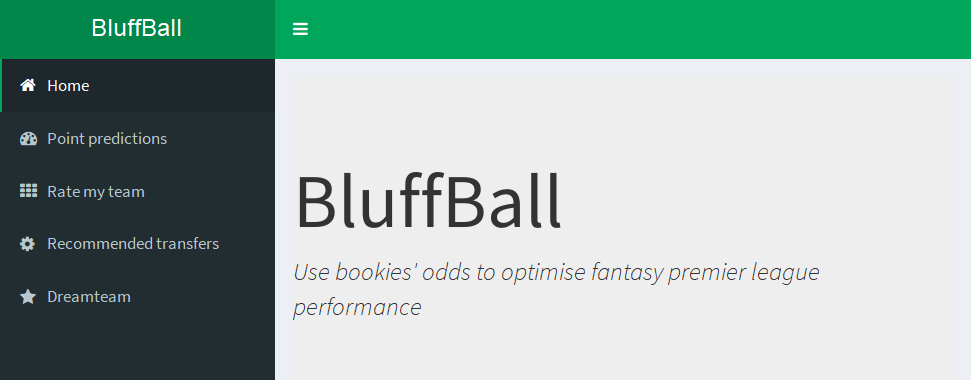 BluffBall
Home
Point predictions
Rate my team
Recommended transfers
Dreamteam
BluffBall
Use bookies' odds to optimise fantasy premier league
performance